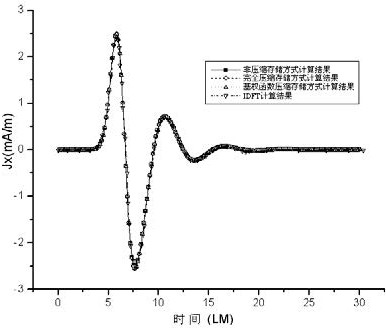 3
2
1
0
-1
-2
-3
Jx(mA/m)
非压缩存储方式计算结果
完全压缩存储方式计算结果
基权函数压缩存储方式计算结果
IDFT计算结果
0 5 10 15 20 25 30
时间 (LM)